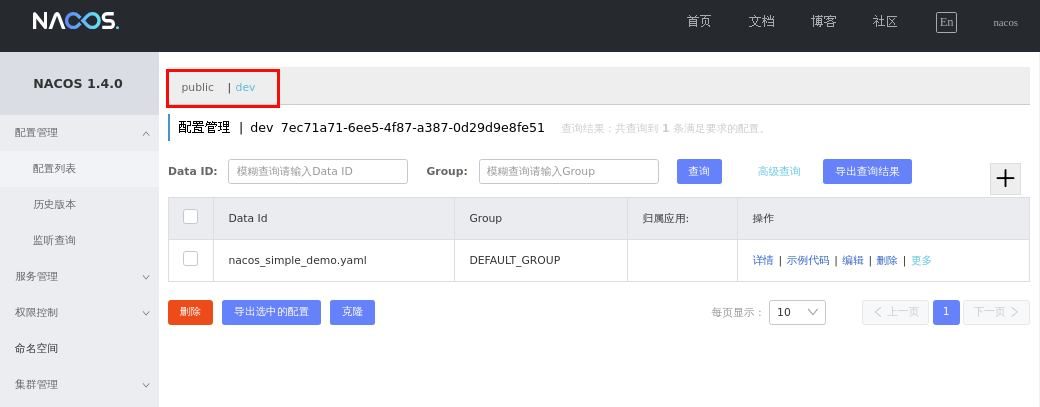 NACOS.
首页 文档 博客 社区 En nacos
NACOS 1.4.0
配置管理
配置列表
历史版本
监听查询
服务管理
权限控制
命名空间
集群管理
public | dev
配置管理 | dev 7ec71a71-6ee5-4f87-a387-0d29d9e8fe51 查询结果：共查询到 1 条满足要求的配置。
Data ID: 模糊查询请输入Data ID Group: 模糊查询请输入Group 查询 高级查询 导出查询结果 +
Data Id Group 归属应用: 操作
nacos_simple_demo.yaml DEFAULT_GROUP 详情 | 示例代码 | 编辑 | 删除 | 更多
删除 导出选中的配置 克隆 每页显示： 10 上一页 1 下一页